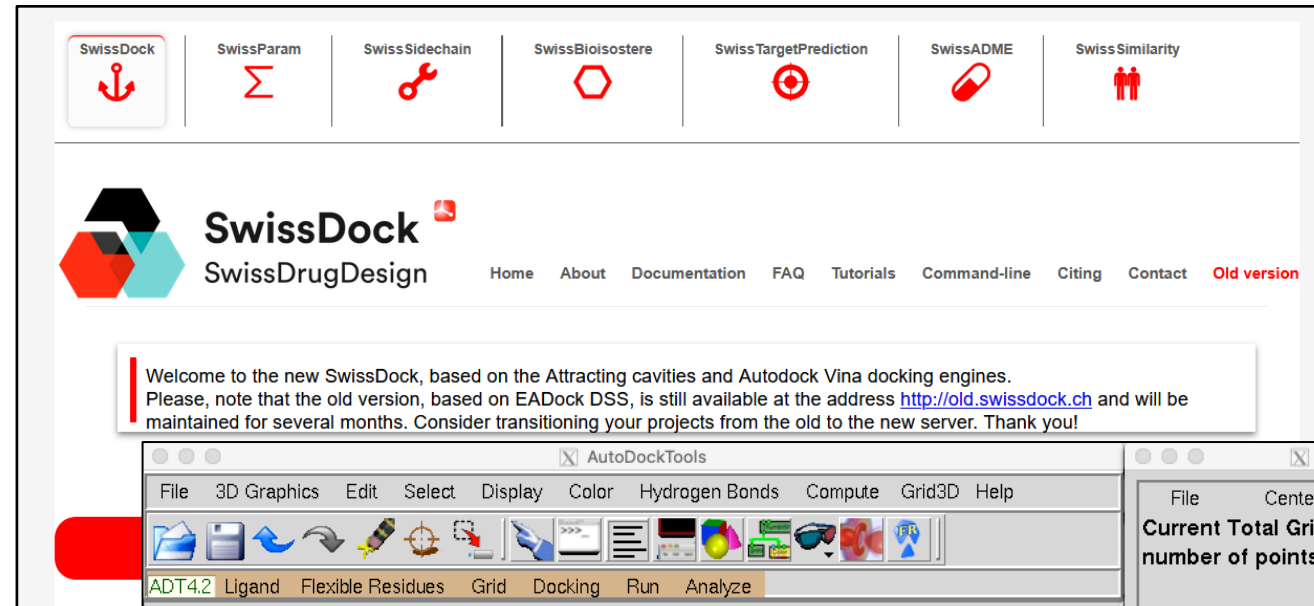 SwissDock SwissParam SwissSidechain SwissBioisostere SwissTargetPrediction SwissADME SwissSimilarity
SwissDock
SwissDrugDesign
Home About Documentation FAQ Tutorials Command-line Citing Contact Old version
Welcome to the new SwissDock, based on the Attracting cavities and Autodock Vina docking engines.
Please, note that the old version, based on EADock DSS, is still available at the address http://old.swissdock.ch and will be
maintained for several months. Consider transitioning your projects from the old to the new server. Thank you!
X AutoDockTools
X
File 3D Graphics Edit Select Display Color Hydrogen Bonds Compute Grid3D Help
File Cente
Current Total Gri
number of points
ADT4.2 Ligand Flexible Residues Grid Docking Run Analyze